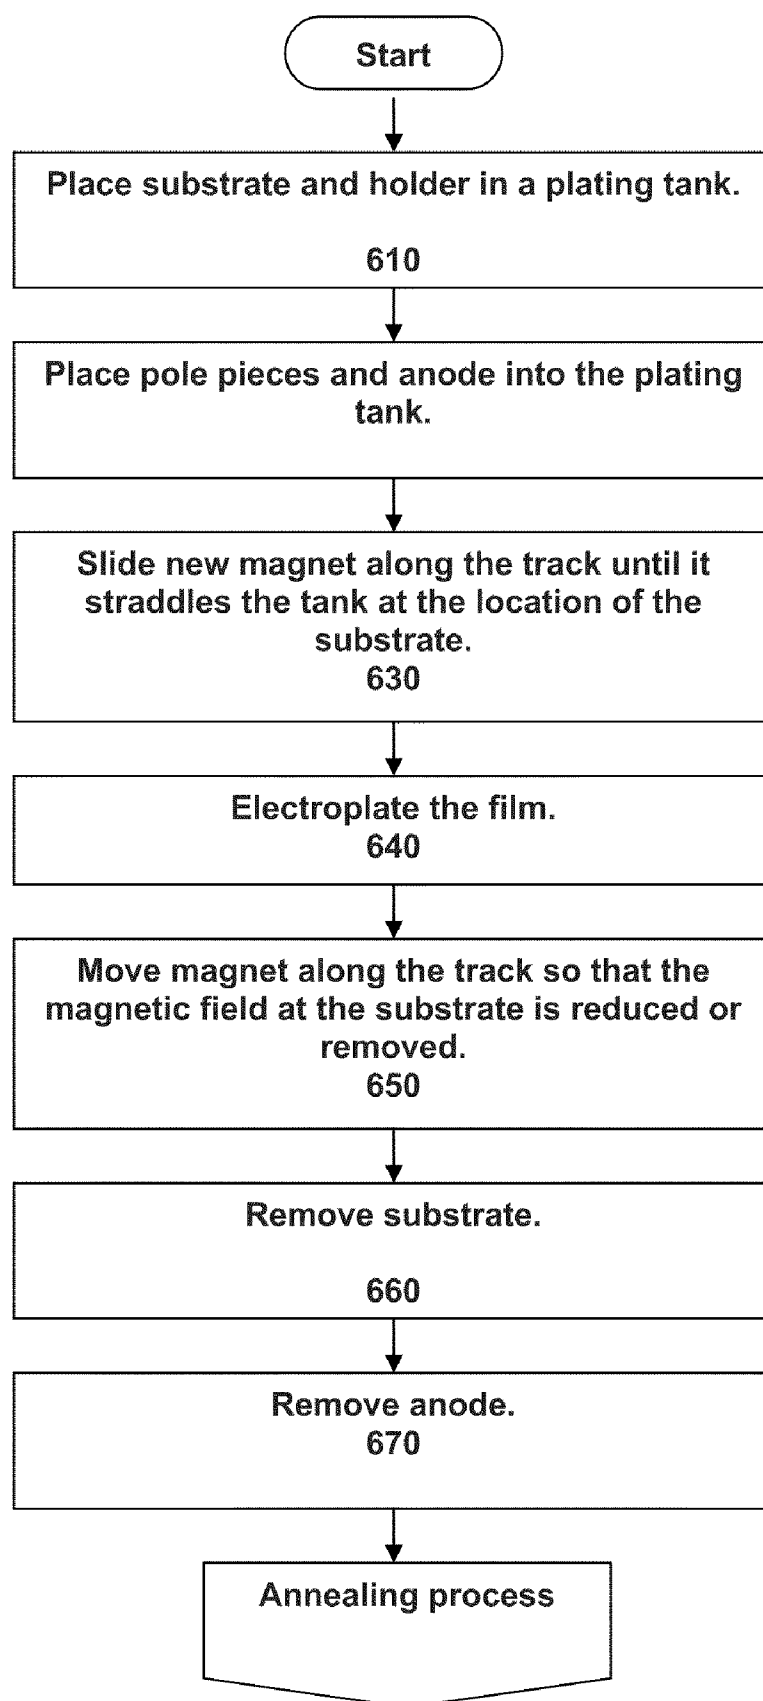 Start
Place substrate and holder in a plating tank.
610
Place pole pieces and anode into the plating
tank.
Slide new magnet along the track until it
straddles the tank at the location of the
substrate.
630
Electroplate the film.
640
Move magnet along the track so that the
magnetic field at the substrate is reduced or
removed.
650
Remove substrate.
660
Remove anode.
670
Annealing process